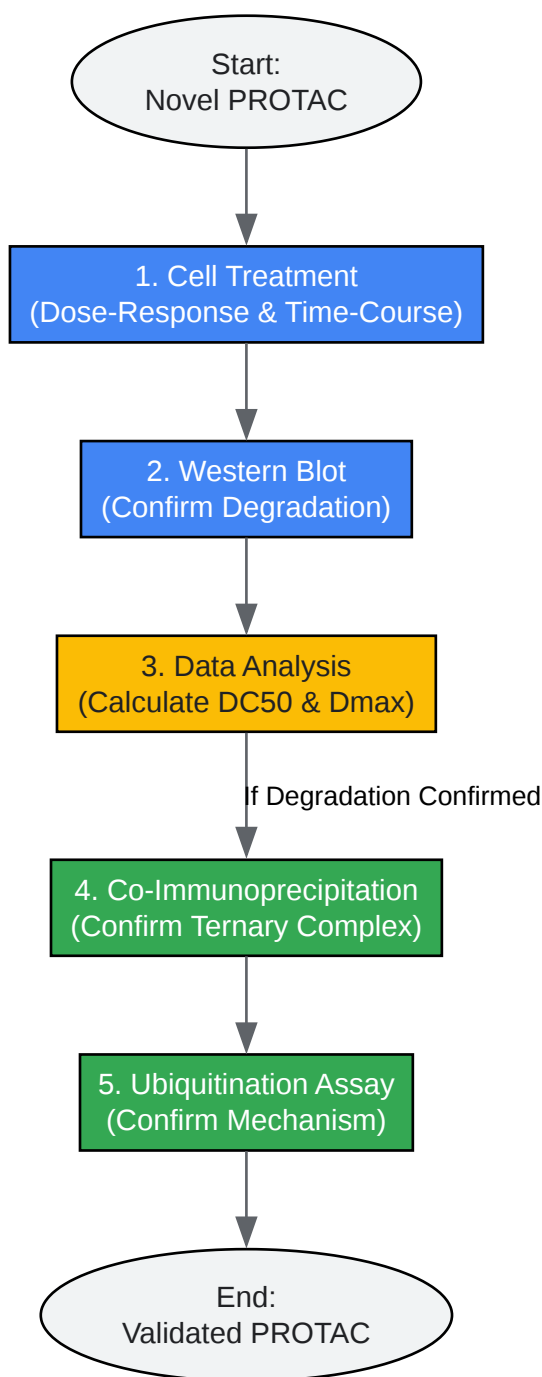 Start:
Novel PROTAC
1. Cell Treatment
(Dose-Response & Time-Course)
2. Western Blot
(Confirm Degradation)
3. Data Analysis
(Calculate DC50 & Dmax)
If Degradation Confirmed
4. Co-Immunoprecipitation
(Confirm Ternary Complex)
5. Ubiquitination Assay
(Confirm Mechanism)
End:
Validated PROTAC